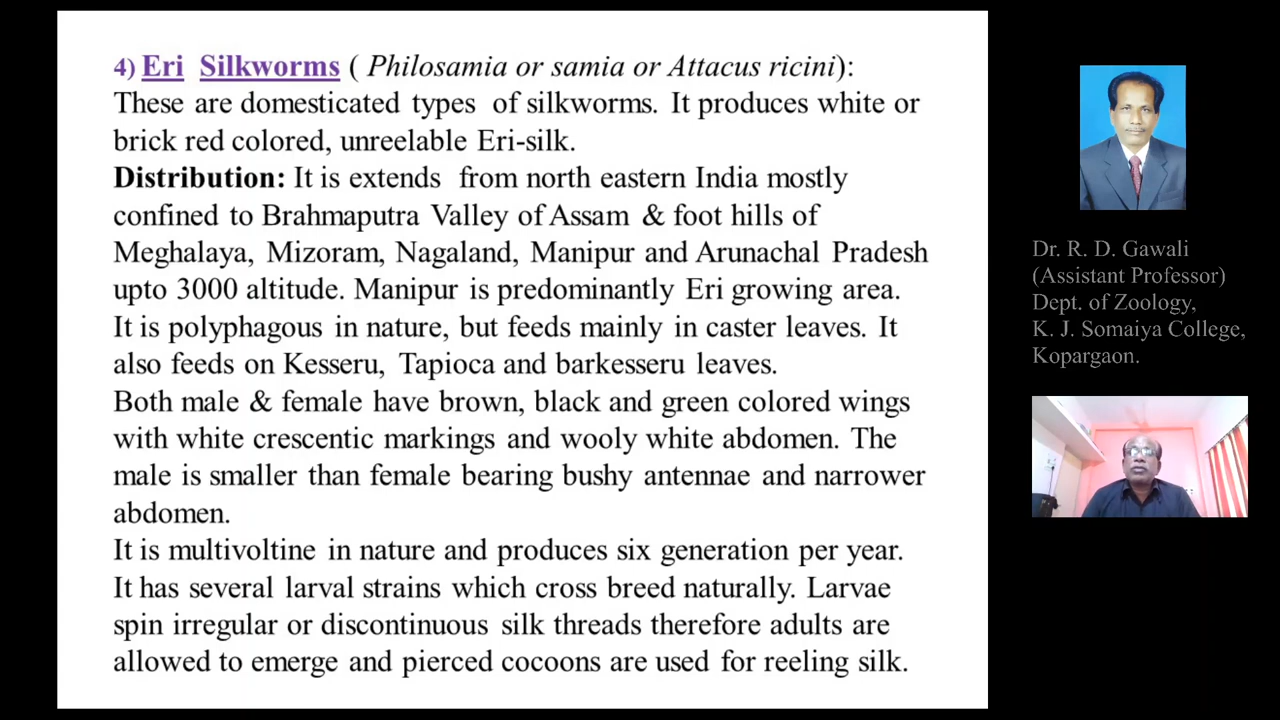 4) Eri Silkworms ( Philosamia or samia or Attacus ricini):
These are domesticated types of silkworms. It produces white or
brick red colored, unreelable Eri-silk.
Distribution: It is extends from north eastern India mostly
confined to Brahmaputra Valley of Assam & foot hills of
Meghalaya, Mizoram, Nagaland, Manipur and Arunachal Pradesh
upto 3000 altitude. Manipur is predominantly Eri growing area.
It is polyphagous in nature, but feeds mainly in caster leaves. It
also feeds on Kesseru, Tapioca and barkesseru leaves.
Both male & female have brown, black and green colored wings
with white crescentic markings and wooly white abdomen. The
male is smaller than female bearing bushy antennae and narrower
abdomen.
It is multivoltine in nature and produces six generation per year.
It has several larval strains which cross breed naturally. Larvae
spin irregular or discontinuous silk threads therefore adults are
allowed to emerge and pierced cocoons are used for reeling silk.
Dr. R. D. Gawali
(Assistant Professor)
Dept. of Zoology,
K. J. Somaiya College,
Kopargaon.